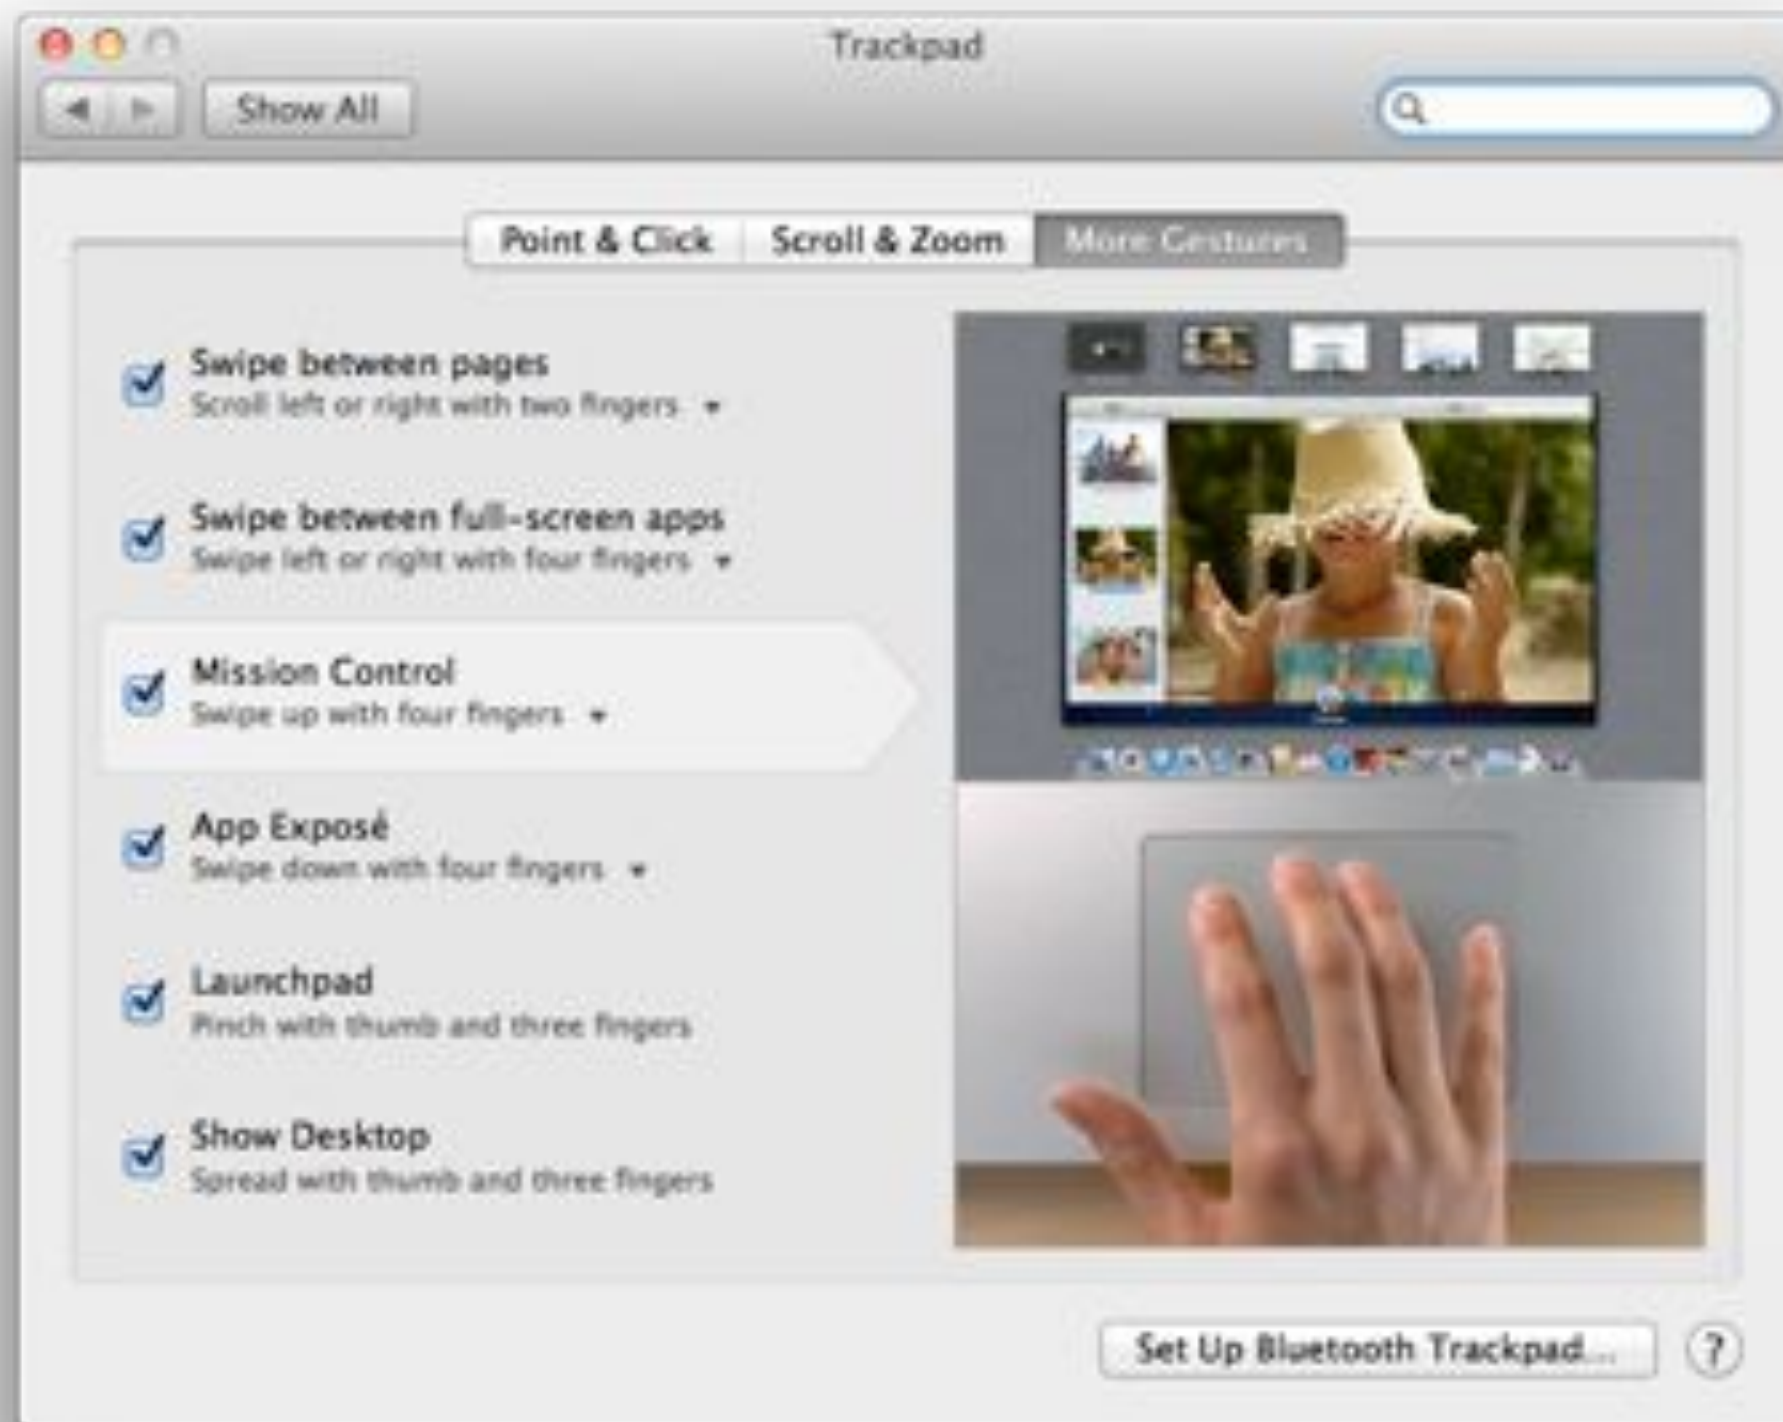 Trackpad
Show All
Point & Click
Scroll & Zoom
More Gestures
Swipe between pages
Scroll left or right with two fingers
Swipe between full-screen apps
Swipe left or right with four fingers
Mission Control
Swipe up with four fingers
App Exposé
Swipe down with four fingers
Launchpad
Pinch with thumb and three fingers
Show Desktop
Spread with thumb and three fingers
Set Up Bluetooth Trackpad...
?